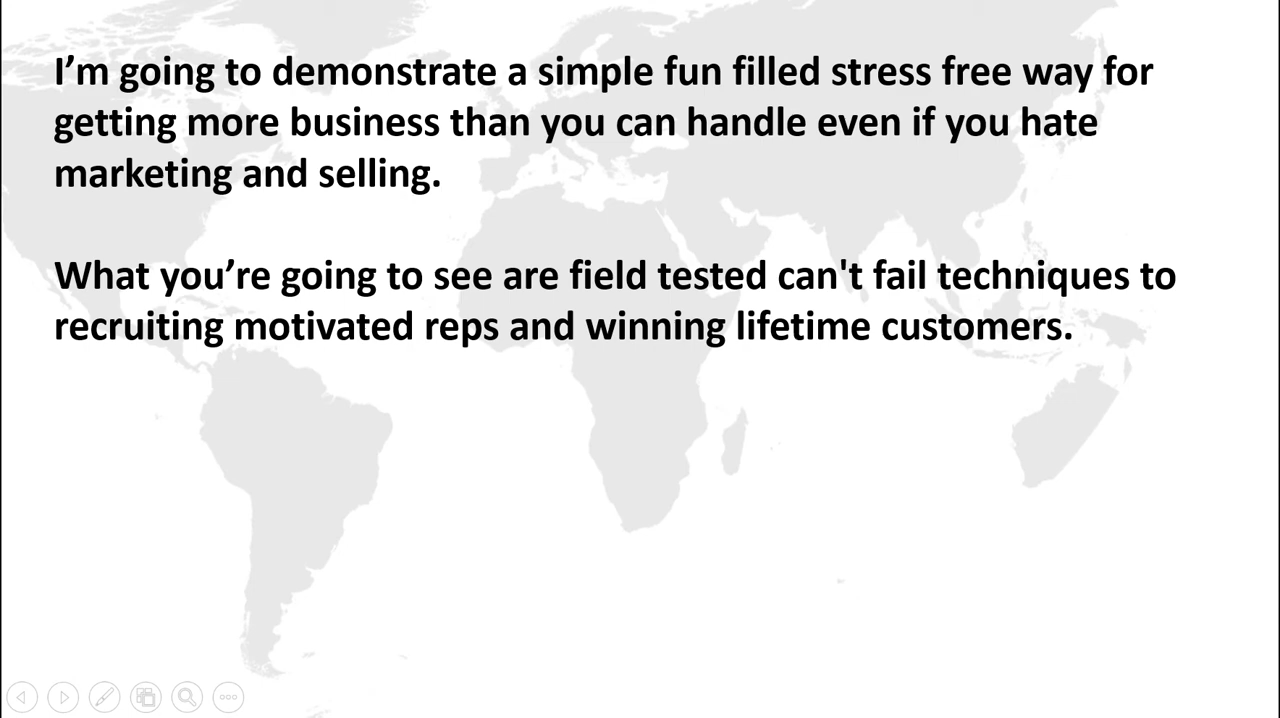 I’m going to demonstrate a simple fun filled stress free way for
getting more business than you can handle even if you hate
marketing and selling.
What you’re going to see are field tested can't fail techniques to
recruiting motivated reps and winning lifetime customers.